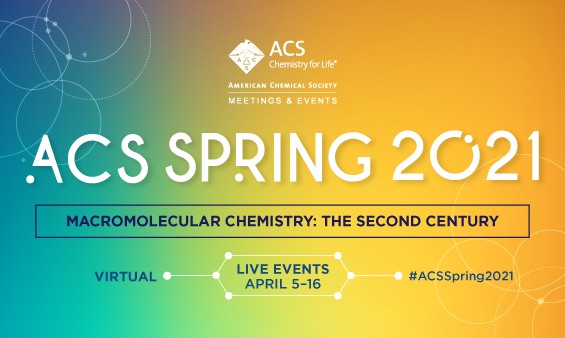 ACS
Chemistry for Life®
AMERICAN CHEMICAL SOCIETY
MEETINGS & EVENTS
ACS SPRING 2021
MACROMOLECULAR CHEMISTRY: THE SECOND CENTURY
VIRTUAL
LIVE EVENTS
APRIL 5–16
#ACSSpring2021